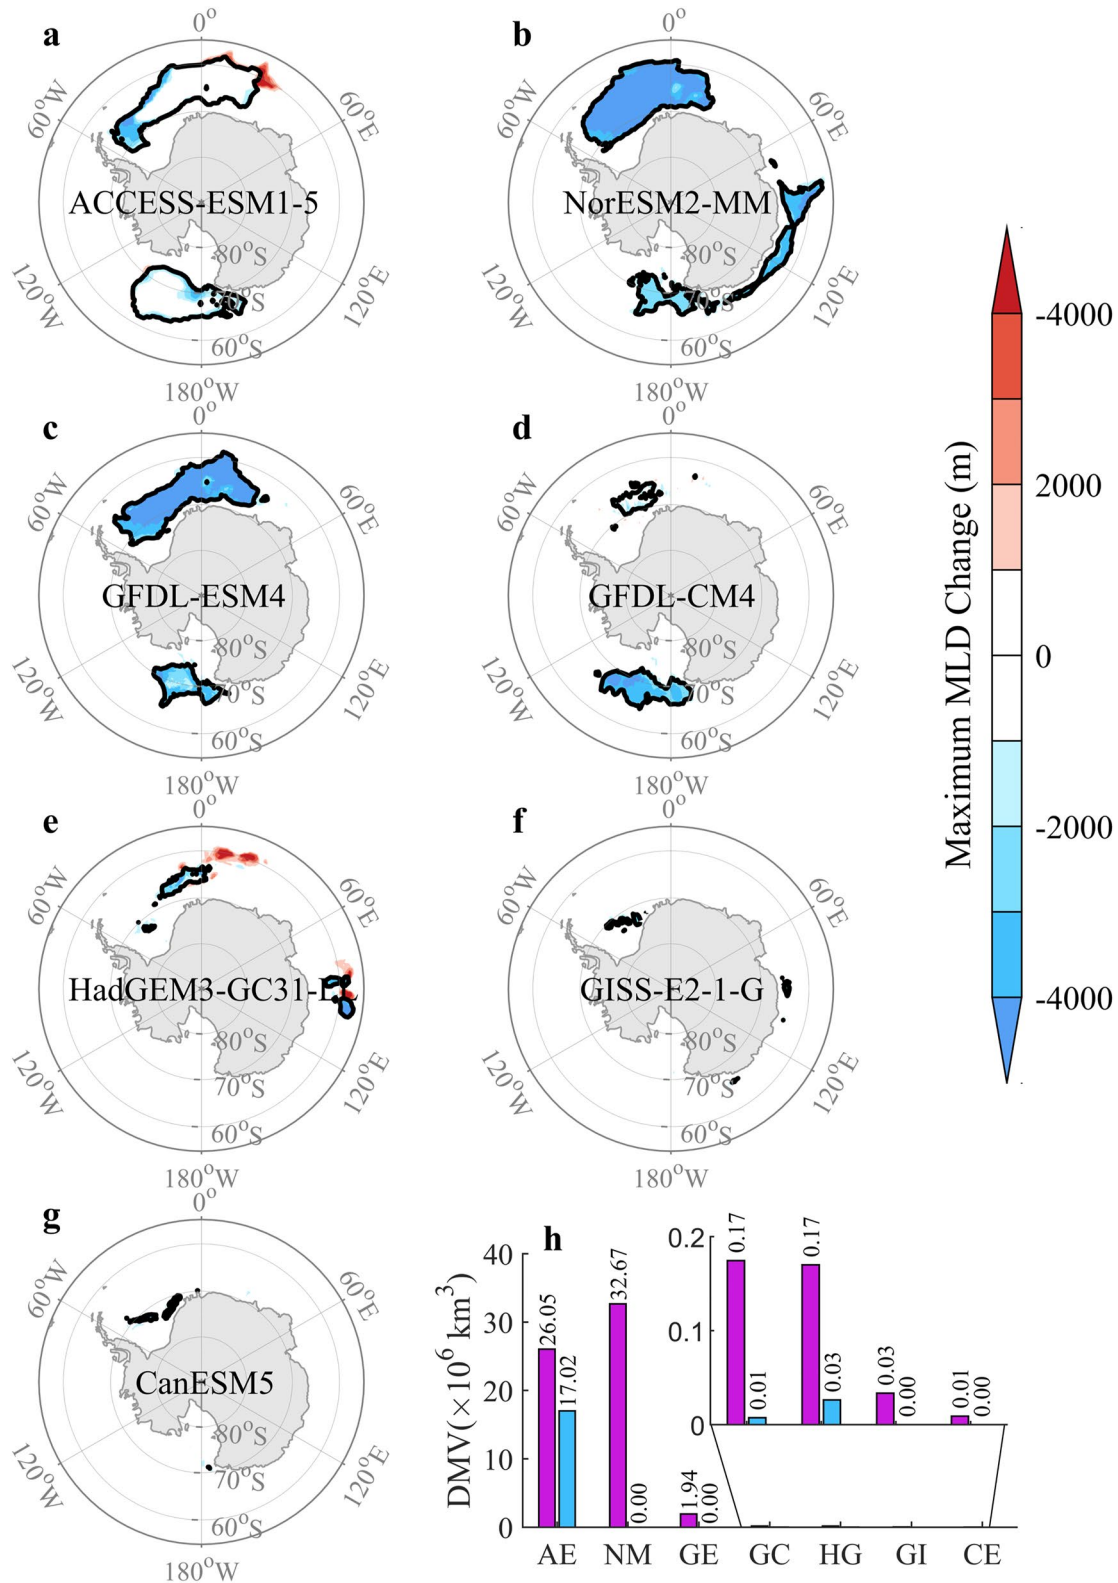 a
0°
60°W
60°E
ACCESS-ESM1-5
80°S
70°S
60°S
120°W
120°E
180°W
b
0°
60°W
60°E
NorESM2-MM
80°S
70°S
60°S
120°W
120°E
180°W
c
0°
60°W
60°E
GFDL-ESM4
80°S
70°S
60°S
120°W
120°E
180°W
d
0°
60°W
60°E
GFDL-CM4
80°S
70°S
60°S
120°W
120°E
180°W
e
0°
60°W
60°E
HadGEM3-GC31-LL
80°S
70°S
60°S
120°W
120°E
180°W
f
0°
60°W
60°E
GISS-E2-1-G
80°S
70°S
60°S
120°W
120°E
180°W
g
0°
60°W
60°E
CanESM5
80°S
70°S
60°S
120°W
120°E
180°W
Maximum MLD Change (m)
-4000
2000
0
-2000
-4000
h
DMV(×10⁶ km³)
40
30
20
10
0
26.05
17.02
32.67
0.00
1.94
0.00
0.2
0.1
0
0.17
0.01
0.17
0.03
0.03
0.00
0.01
0.00
AE NM GE GC HG GI CE